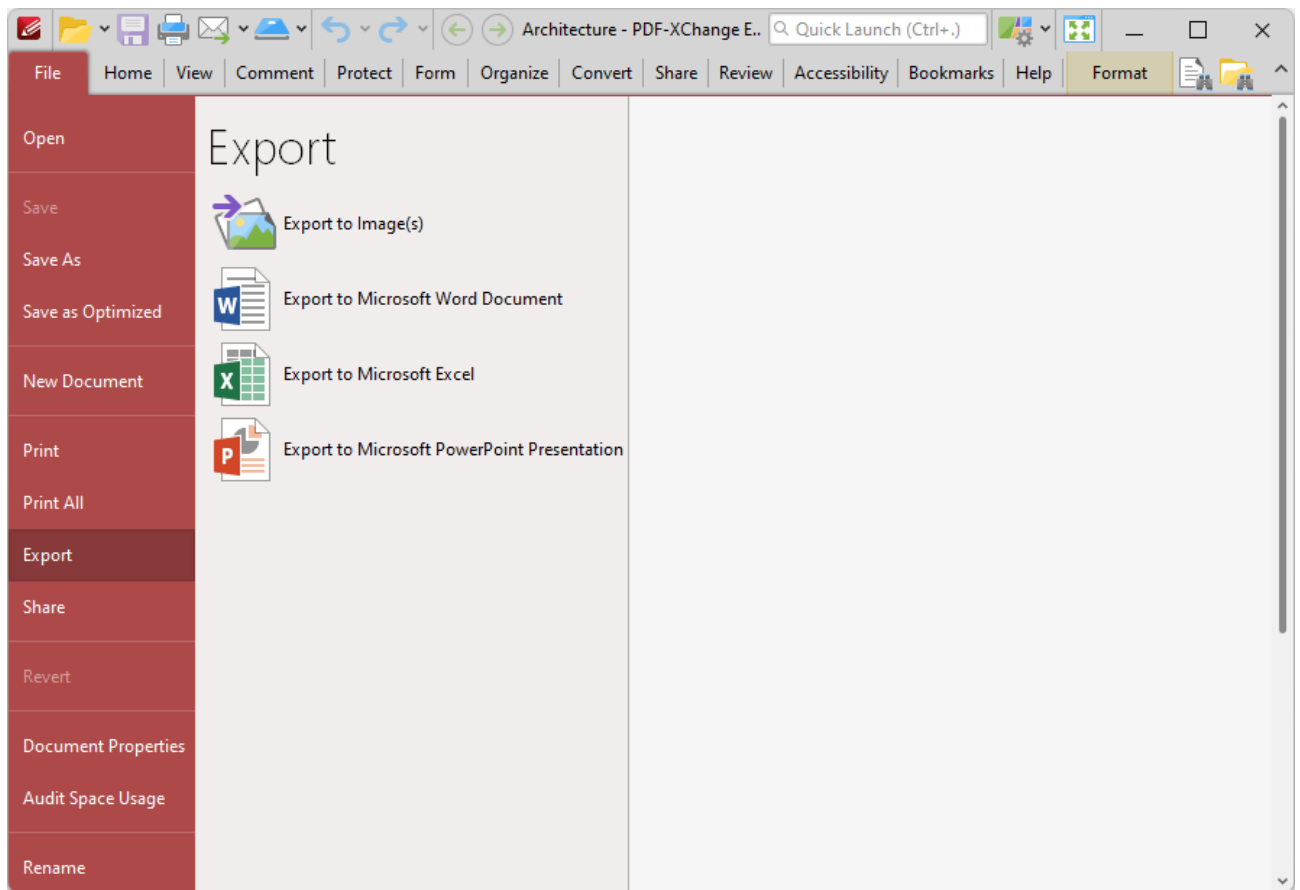 Architecture - PDF-XChange E..
Quick Launch (Ctrl+.)
File
Home
View
Comment
Protect
Form
Organize
Convert
Share
Review
Accessibility
Bookmarks
Help
Format
Open
Save
Save As
Save as Optimized
New Document
Print
Print All
Export
Share
Revert
Document Properties
Audit Space Usage
Rename
Export
Export to Image(s)
W
Export to Microsoft Word Document
X
Export to Microsoft Excel
P
Export to Microsoft PowerPoint Presentation